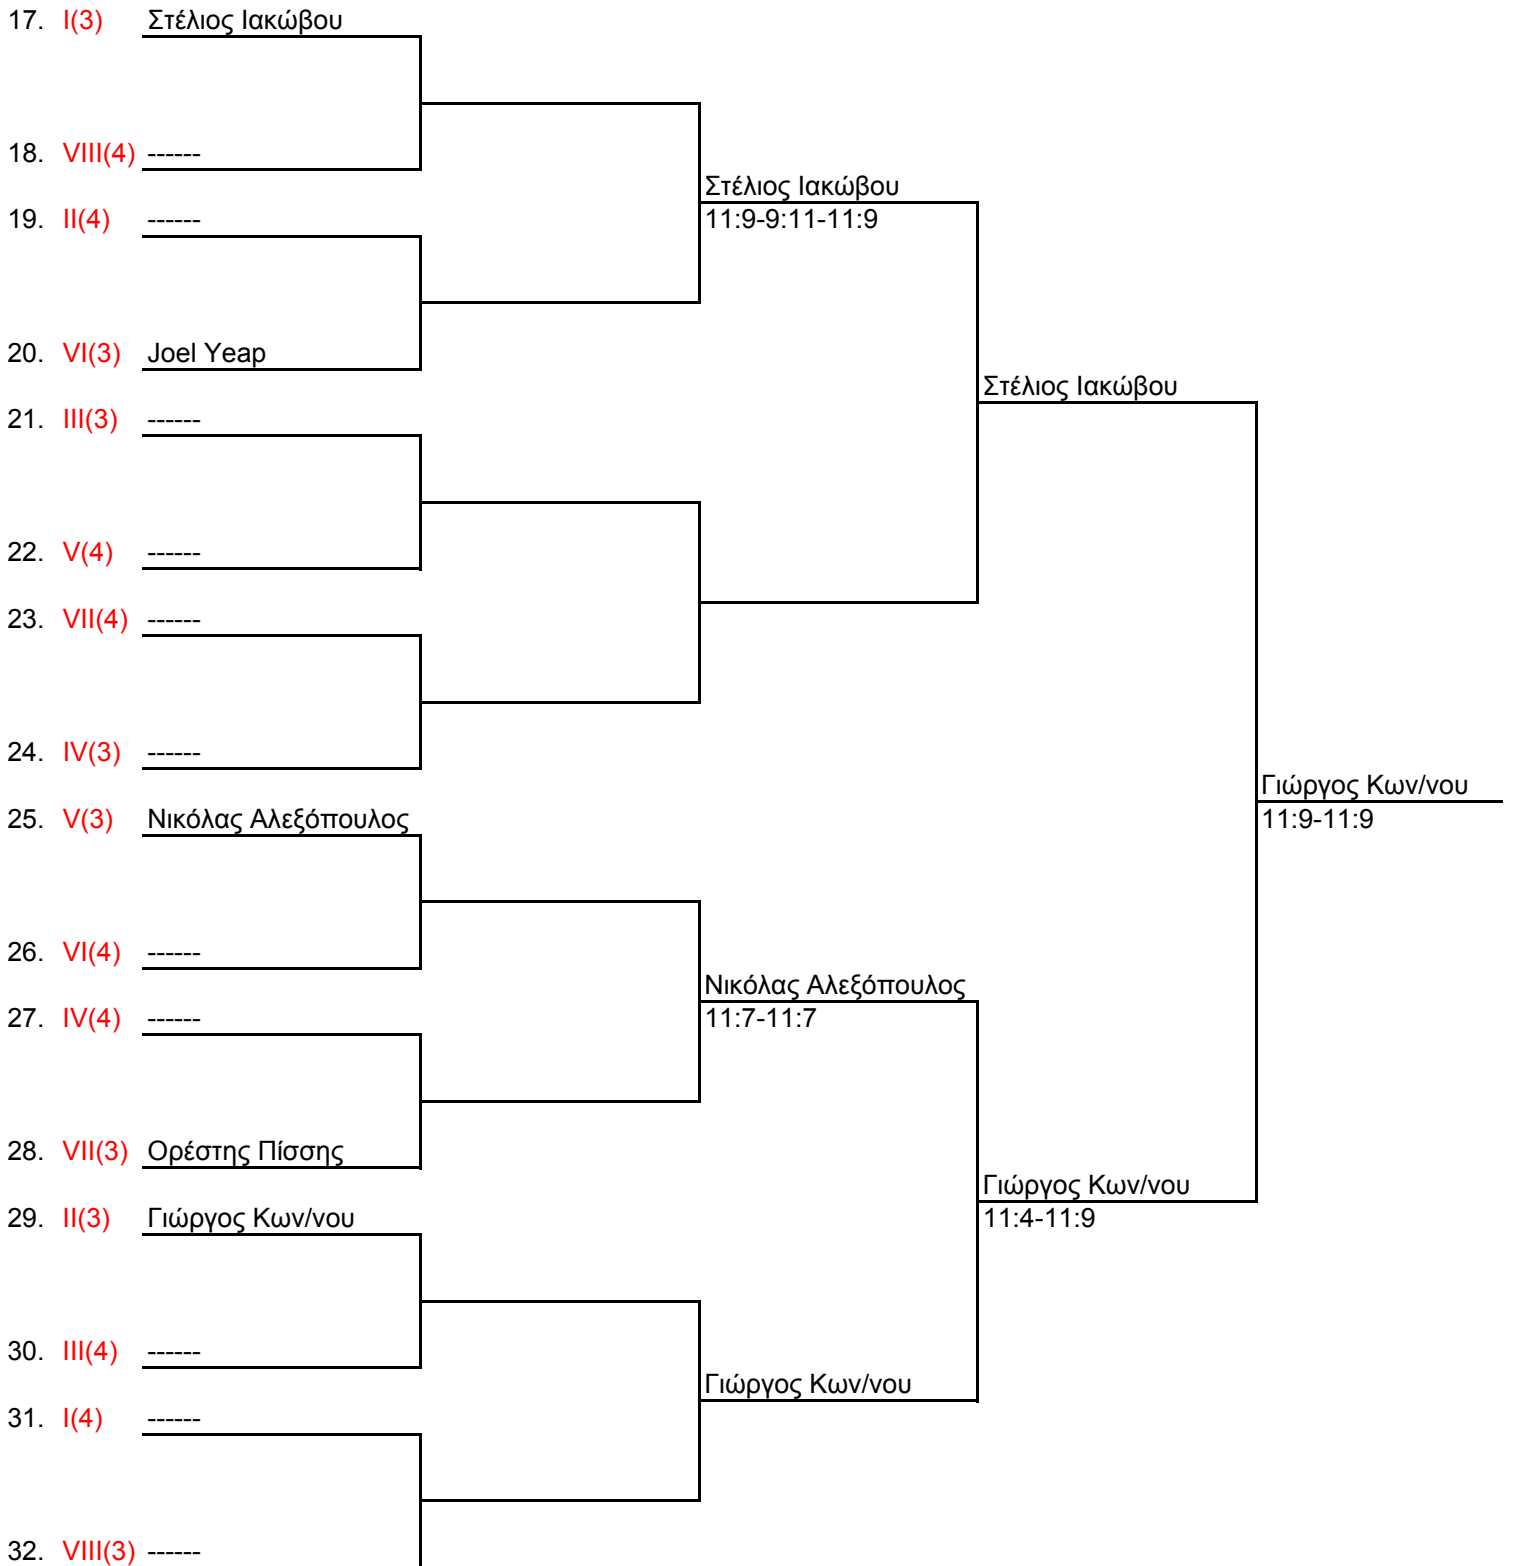 17. I(3) Στέλιος Ιακώβου
18. VIII(4) ------
Στέλιος Ιακώβου
19. II(4) ------ 11:9-9:11-11:9
20. VI(3) Joel Yeap
Στέλιος Ιακώβου
21. III(3) ------
22. V(4) ------
23. VII(4) ------
24. IV(3) ------
Γιώργος Κων/νου
25. V(3) Νικόλας Αλεξόπουλος 11:9-11:9
26. VI(4) ------
Νικόλας Αλεξόπουλος
27. IV(4) ------ 11:7-11:7
28. VII(3) Ορέστης Πίσσης
Γιώργος Κων/νου
29. II(3) Γιώργος Κων/νου 11:4-11:9
30. III(4) ------
Γιώργος Κων/νου
31. I(4) ------
32. VIII(3) ------